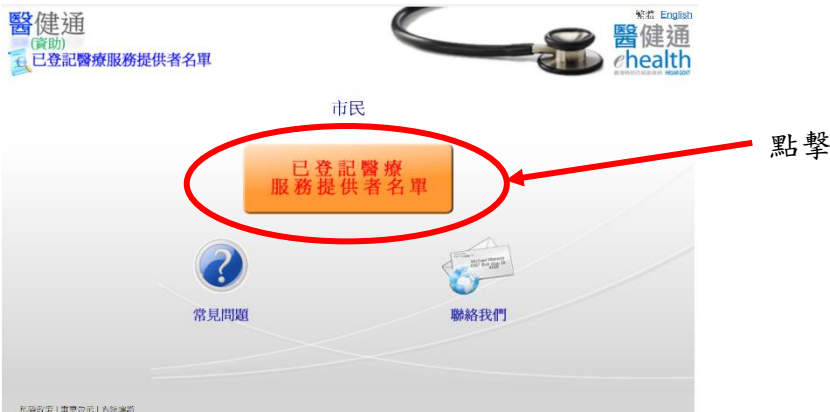 醫健通
(資助)
已登記醫療服務提供者名單
繁體 English
醫健通
ehealth
市民
已登記醫療
服務提供者名單
點擊
常見問題
聯絡我們